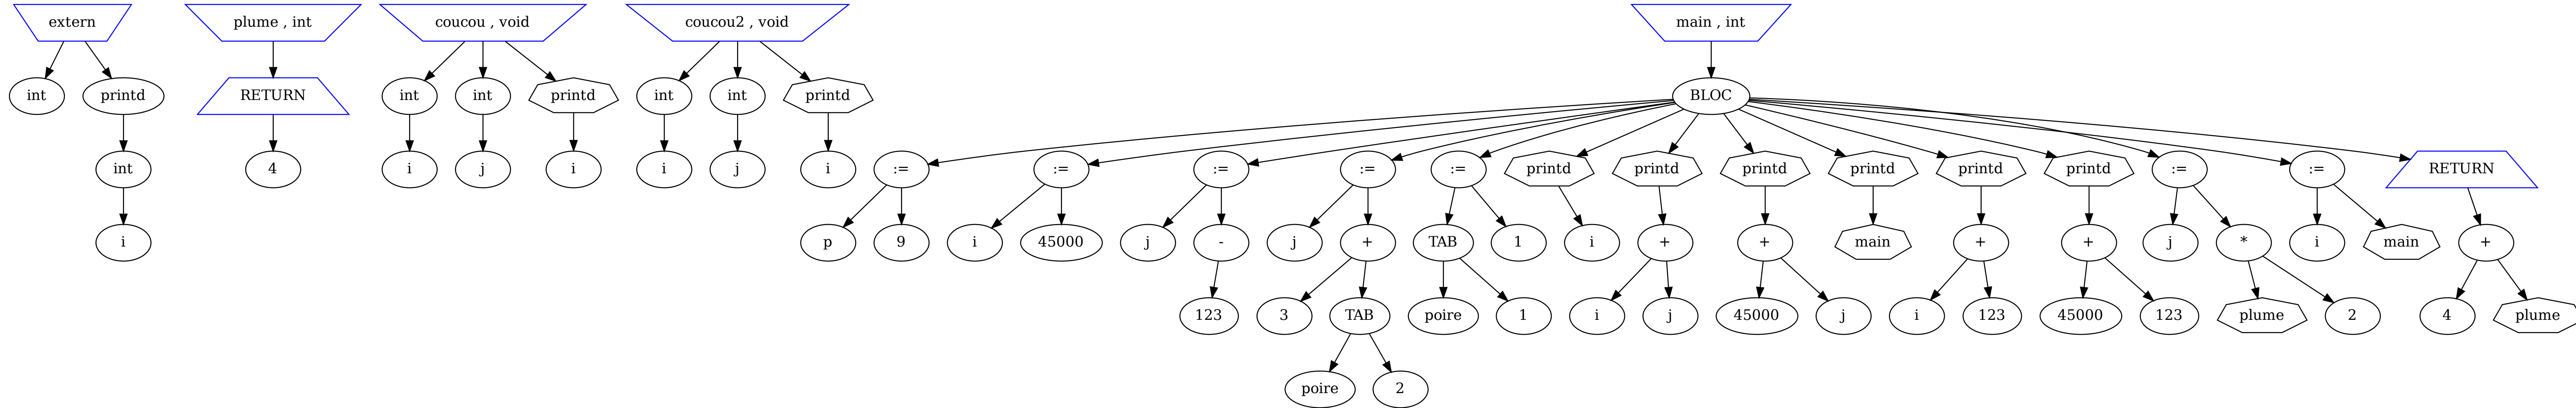 extern plume , int coucou , void coucou2 , void main , int
int printd RETURN int int printd int int printd BLOC
int 4 i j i i j i := := := := := printd printd printd printd printd printd := := RETURN
i p 9 i 45000 j - j + TAB 1 i + + main + + j * i main +
123 3 TAB poire 1 i j 45000 j i 123 45000 123 plume 2 4 plume
poire 2